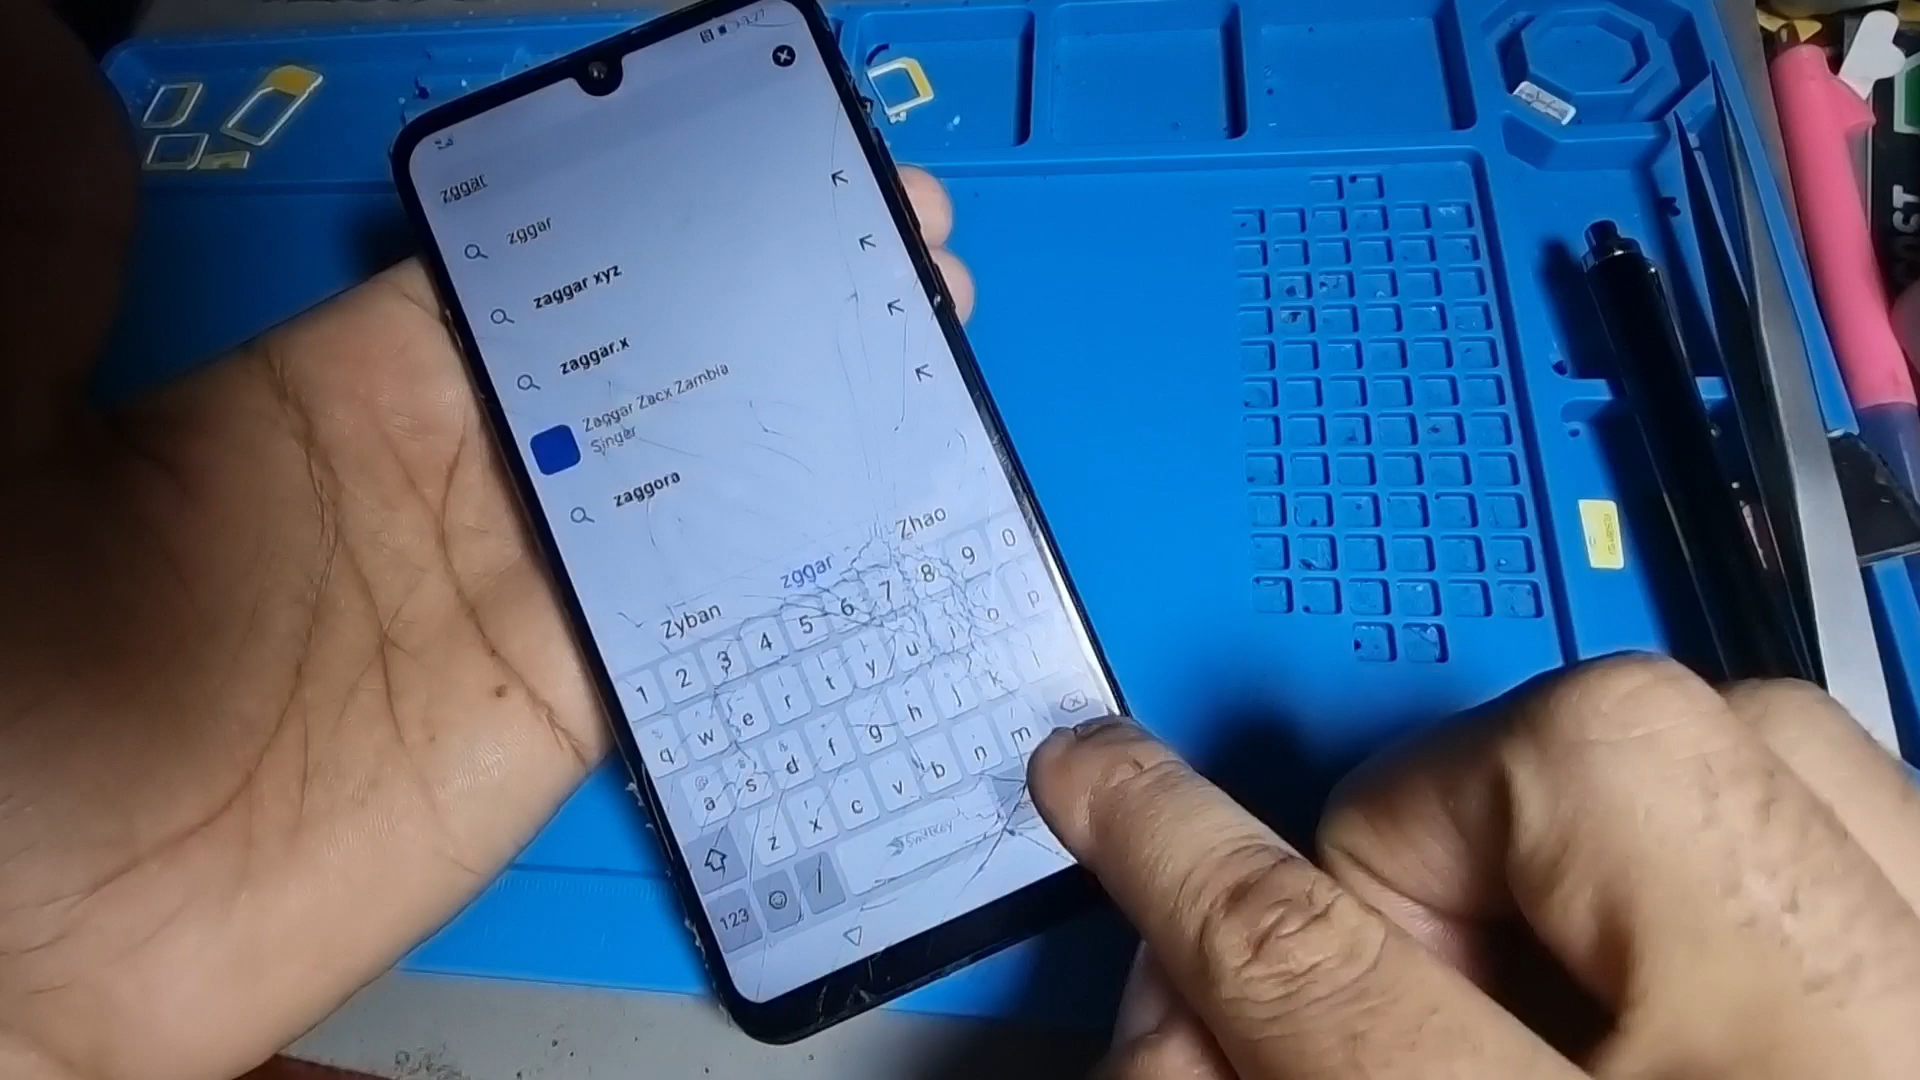 zggar
zggar
zaggar xyz
zaggar.x
Zaggar Zacx Zambia
Singer
zaggora
Zyban zggar Zhao
1 2 3 4 5 6 7 8 9 0
q w e r t y u i o p
a s d f g h j k l
z x c v b n m
123 SwiftKey